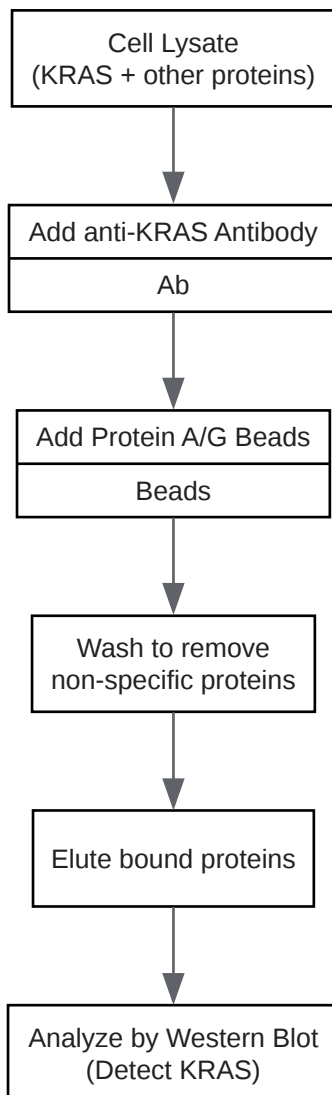 Cell Lysate
(KRAS + other proteins)
Add anti-KRAS Antibody
Ab
Add Protein A/G Beads
Beads
Wash to remove
non-specific proteins
Elute bound proteins
Analyze by Western Blot
(Detect KRAS)